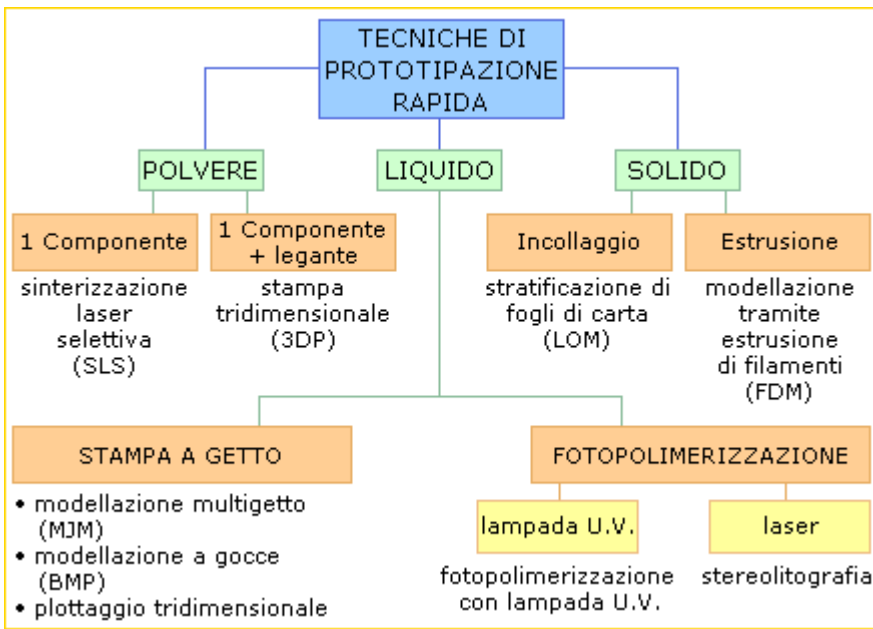 TECNICHE DI
PROTOTIPAZIONE
RAPIDA
POLVERE
LIQUIDO
SOLIDO
1 Componente
1 Componente
+ legante
Incollaggio
Estrusione
sinterizzazione
laser
selettiva
(SLS)
stampa
tridimensionale
(3DP)
stratificazione di
fogli di carta
(LOM)
modellazione
tramite
estrusione
di filamenti
(FDM)
STAMPA A GETTO
• modellazione multigetto
(MJM)
• modellazione a gocce
(BMP)
• plottaggio tridimensionale
FOTOPOLIMERIZZAZIONE
lampada U.V.
laser
fotopolimerizzazione
con lampada U.V.
stereolitografia